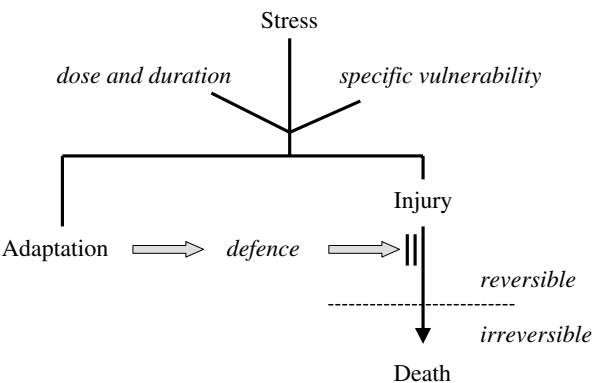 Stress
dose and duration
specific vulnerability
Injury
Adaptation
defence
reversible
irreversible
Death